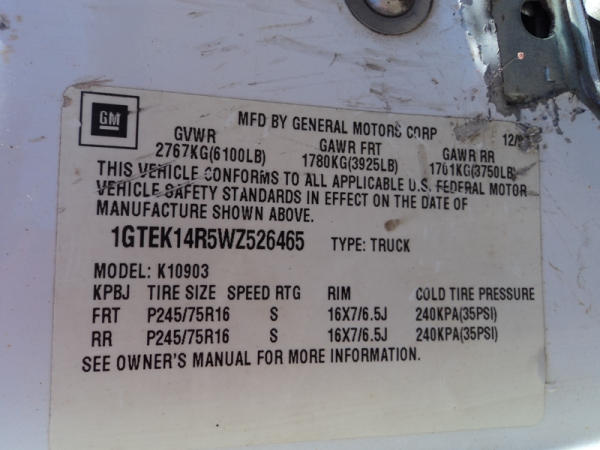 GM
MFD BY GENERAL MOTORS CORP 12/
GVWR GAWR FRT GAWR RR
2767KG(6100LB) 1780KG(3925LB) 1701KG(3750LB)
THIS VEHICLE CONFORMS TO ALL APPLICABLE U.S. FEDERAL MOTOR
VEHICLE SAFETY STANDARDS IN EFFECT ON THE DATE OF
MANUFACTURE SHOWN ABOVE.
1GTEK14R5WZ526465 TYPE: TRUCK
MODEL: K10903
KPBJ TIRE SIZE SPEED RTG RIM COLD TIRE PRESSURE
FRT P245/75R16 S 16X7/6.5J 240KPA(35PSI)
RR P245/75R16 S 16X7/6.5J 240KPA(35PSI)
SEE OWNER'S MANUAL FOR MORE INFORMATION.